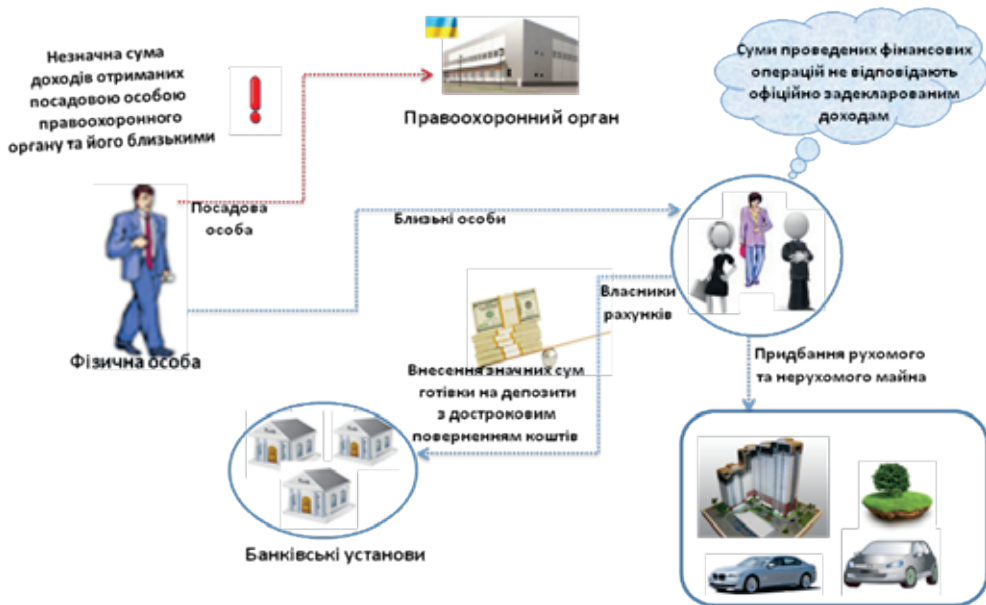 Незначна сума
доходів отриманих
посадовою особою
правоохоронного
органу та його близькими
Правоохоронний орган
Суми проведених фінансових
операцій не відповідають
офіційно задекларованим
доходам
Посадова
особа
Близькі особи
Фізична особа
Власники
рахунків
Внесення значних сум
готівки на депозити
з достроковим
поверненням коштів
Придбання рухомого
та нерухомого майна
Банківські установи